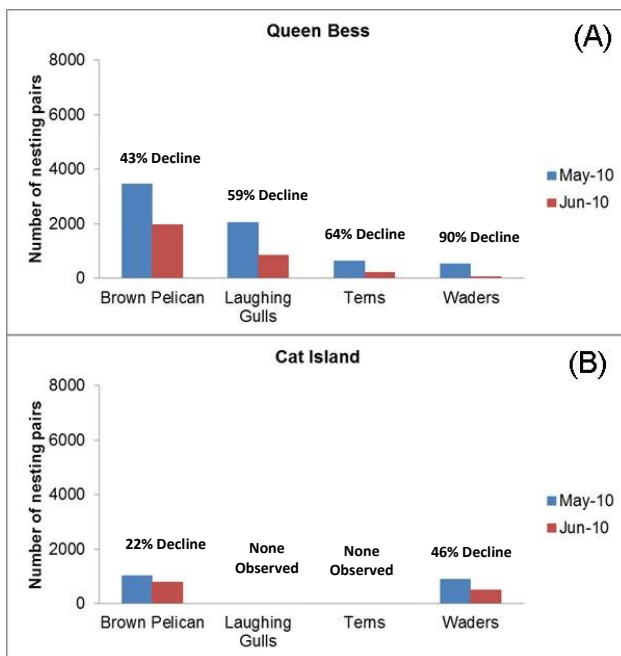 Queen Bess
(A)
Number of nesting pairs
8000
6000
4000
2000
0
43% Decline
59% Decline
64% Decline
90% Decline
May-10
Jun-10
Brown Pelican
Laughing
Gulls
Terns
Waders
Cat Island
(B)
Number of nesting pairs
8000
6000
4000
2000
0
22% Decline
None
Observed
None
Observed
46% Decline
May-10
Jun-10
Brown Pelican
Laughing
Gulls
Terns
Waders